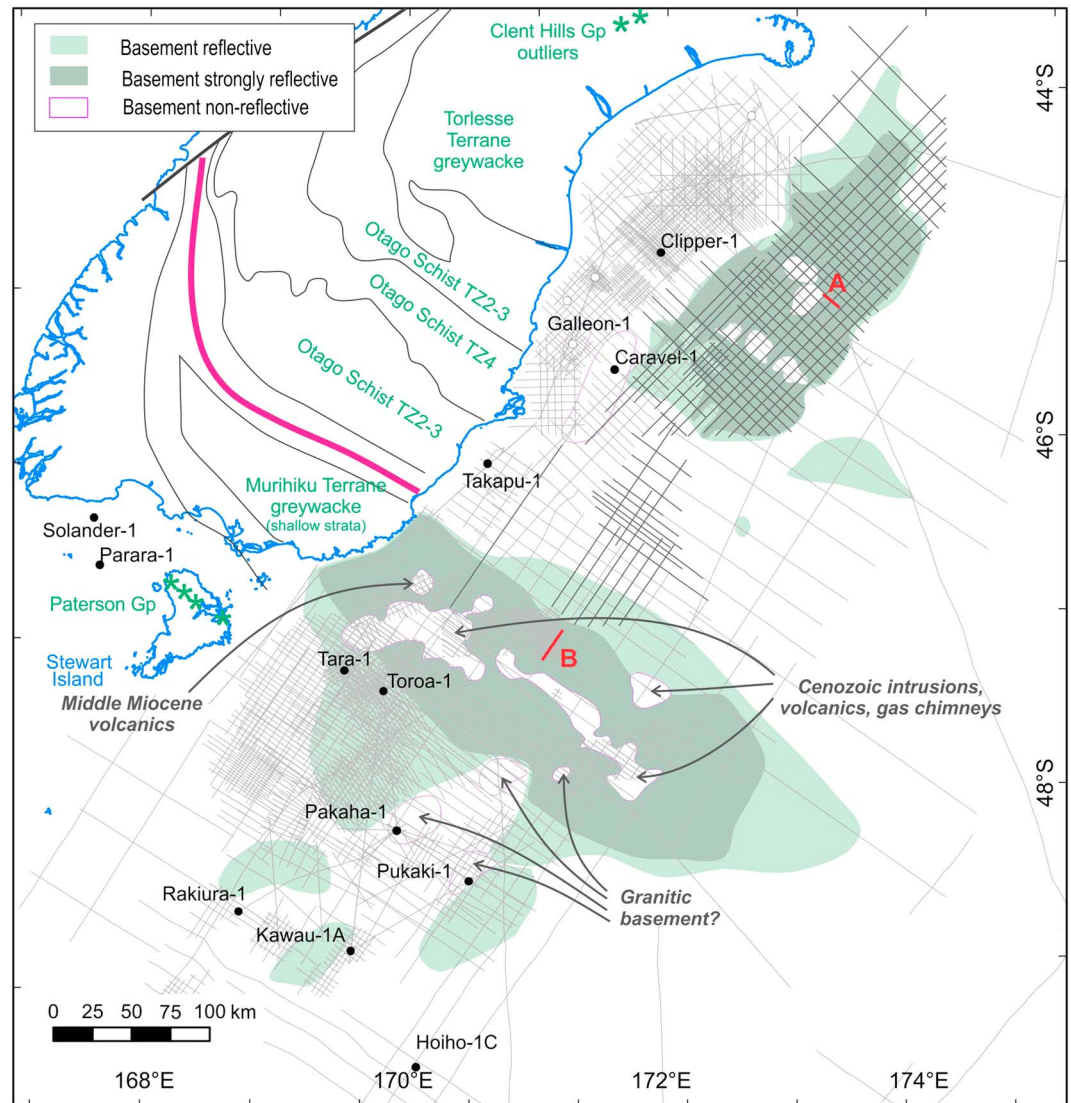 Basement reflective
Basement strongly reflective
Basement non-reflective
Clent Hills Gp
outliers
* *
Torlesse
Terrane
greywacke
44°S
Otago Schist TZ2-3
Otago Schist TZ4
Otago Schist TZ2-3
Clipper-1
A
Galleon-1
Caravel-1
46°S
Takapu-1
Murihiku Terrane
greywacke
(shallow strata)
Solander-1
Parara-1
Paterson Gp
* * * *
Stewart
Island
Middle Miocene
volcanics
Tara-1
Toroa-1
B
Cenozoic intrusions,
volcanics, gas chimneys
48°S
Pakaha-1
Pukaki-1
Rakiura-1
Kawau-1A
Granitic
basement?
0 25 50 75 100 km
Hoiho-1C
168°E 170°E 172°E 174°E